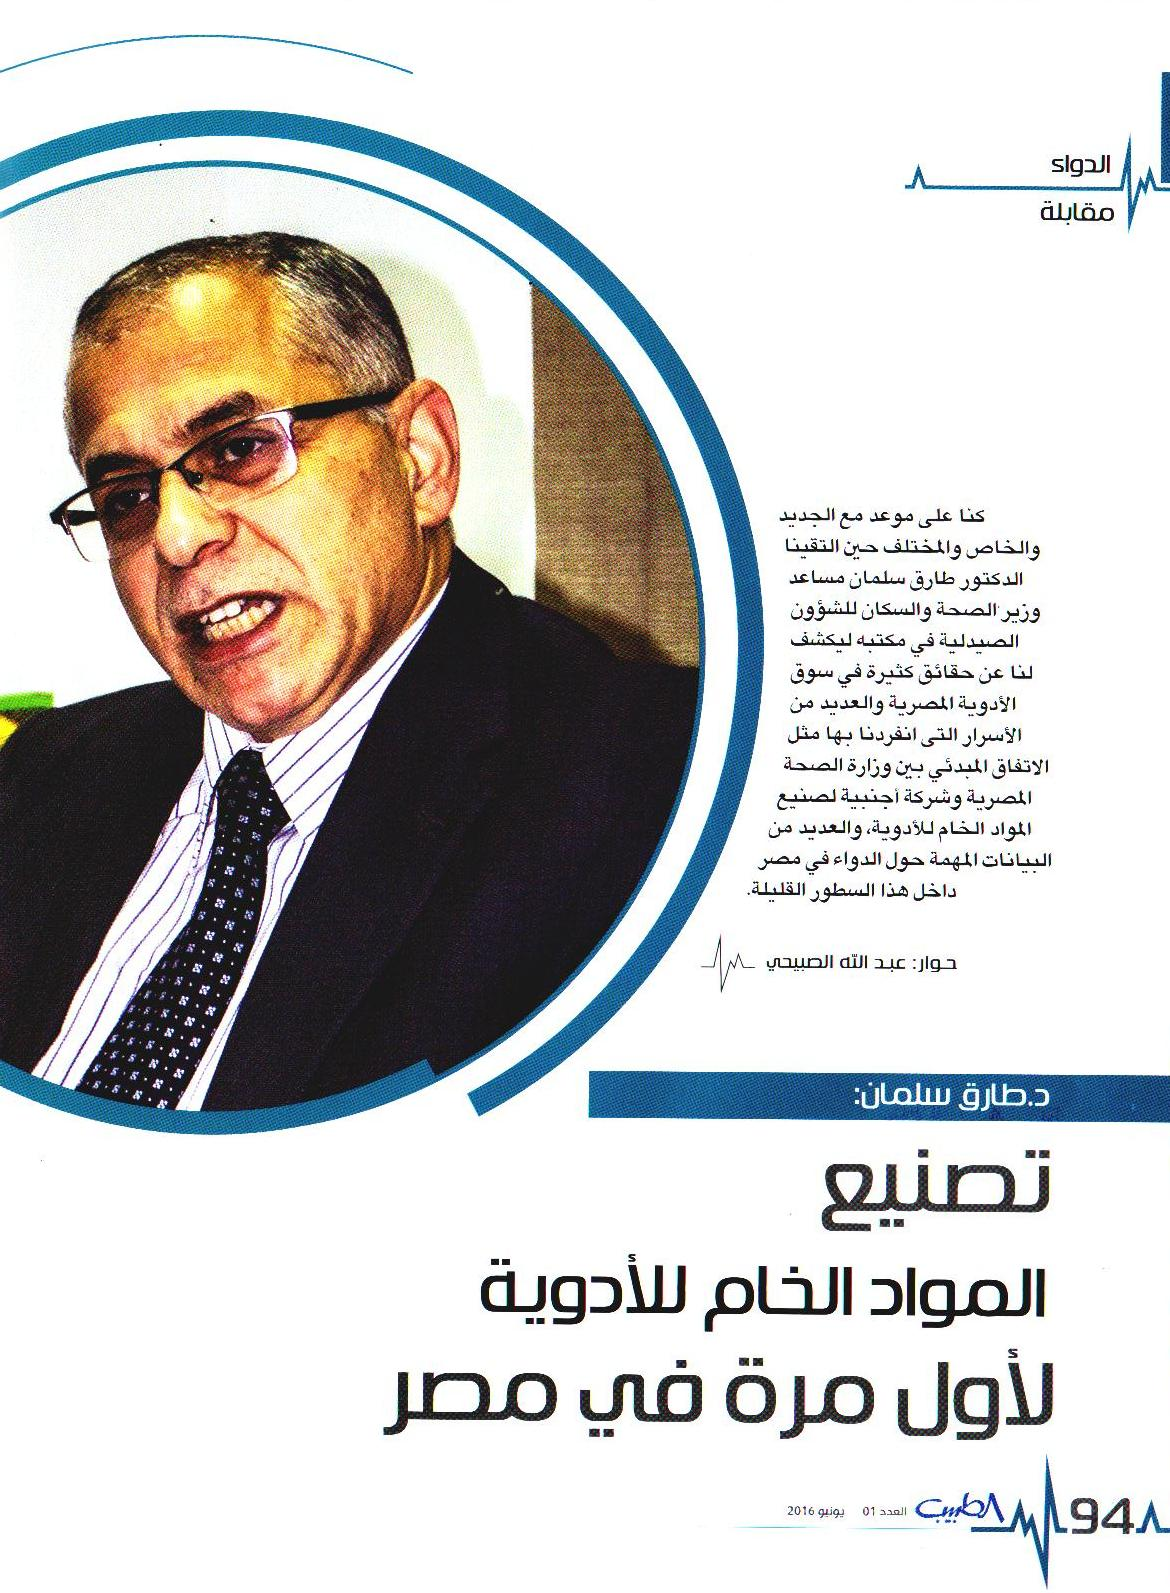 الدواء
مقابلة
كنا على موعد مع الجديد
والخاص والمختلف حين التقينا
الدكتور طارق سلمان مساعد
وزير الصحة والسكان للشؤون
الصيدلية في مكتبه ليكشف
لنا عن حقائق كثيرة في سوق
الأدوية المصرية والعديد من
الأسرار التى انفردنا بها مثل
الاتفاق المبدئي بين وزارة الصحة
المصرية وشركة أجنبية لصنيع
المواد الخام للأدوية، والعديد من
البيانات المهمة حول الدواء في مصر
داخل هذا السطور القليلة.
حوار: عبد الله الصبيحي
د.طارق سلمان:
تصنيع
المواد الخام للأدوية
لأول مرة في مصر
94 الطبيب العدد 01 يونيو 2016